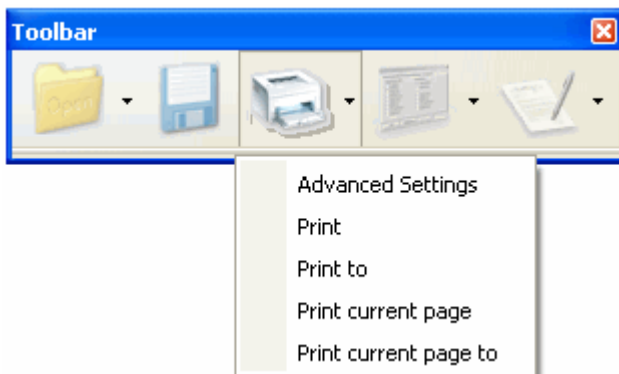 Toolbar
Open
Advanced Settings
Print
Print to
Print current page
Print current page to